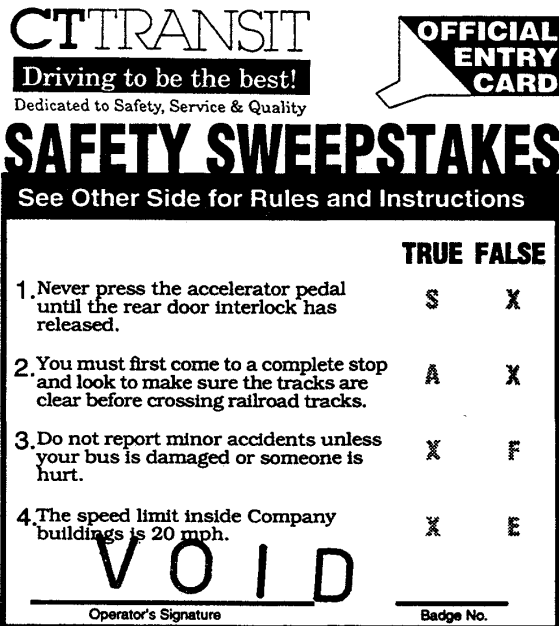 CTTRANSIT
Driving to be the best!
Dedicated to Safety, Service & Quality
OFFICIAL
ENTRY
CARD
SAFETY SWEEPSTAKES
See Other Side for Rules and Instructions
TRUE FALSE
1. Never press the accelerator pedal
until the rear door interlock has
released.
S X
2. You must first come to a complete stop
and look to make sure the tracks are
clear before crossing railroad tracks.
A X
3. Do not report minor accidents unless
your bus is damaged or someone is
hurt.
X F
4. The speed limit inside Company
buildings is 20 mph.
X E
VOID
Operator's Signature
Badge No.